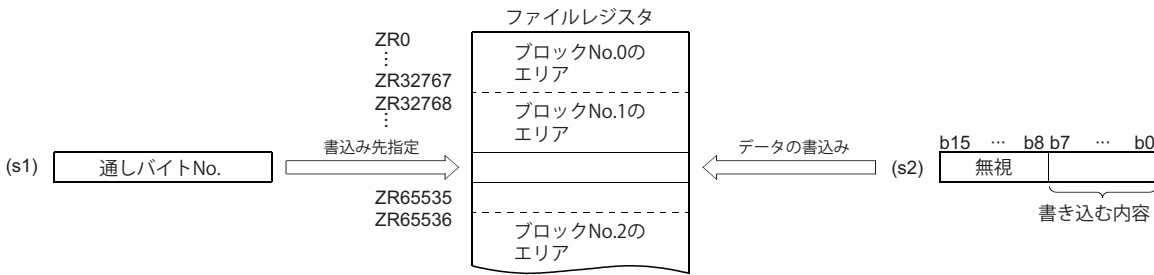 ファイルレジスタ
ZR0
⋮
ZR32767
ZR32768
⋮
ブロックNo.0の
エリア
ブロックNo.1の
エリア
(s1)
通しバイトNo.
書込み先指定
データの書込み
(s2)
b15 … b8 b7 … b0
無視
書き込む内容
ZR65535
ZR65536
ブロックNo.2の
エリア